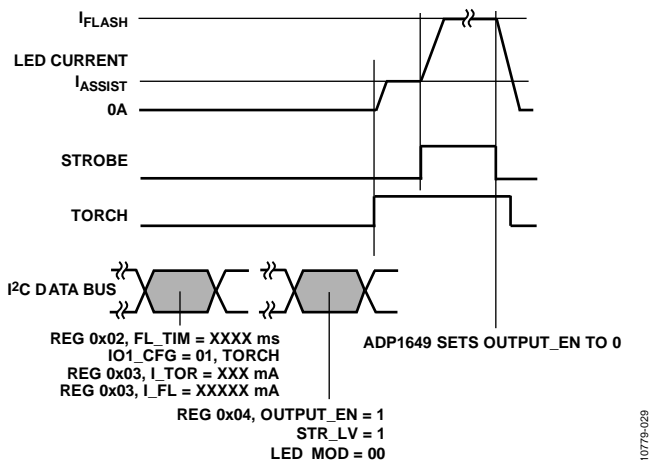 IFLASH
LED CURRENT
IASSIST
0A
STROBE
TORCH
I2C DATA BUS
REG 0x02, FL_TIM = XXXX ms
IO1_CFG = 01, TORCH
REG 0x03, I_TOR = XXX mA
REG 0x03, I_FL = XXXXX mA
ADP1649 SETS OUTPUT_EN TO 0
REG 0x04, OUTPUT_EN = 1
STR_LV = 1
LED_MOD = 00
10779-029